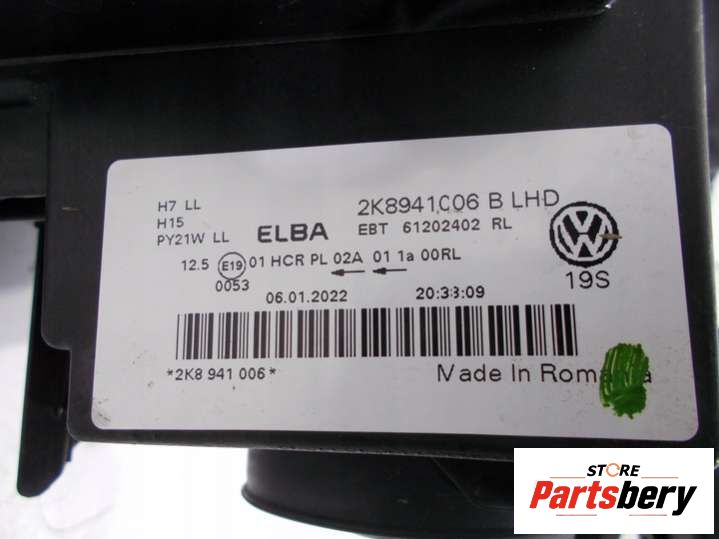 H7 LL
H15
PY21W LL
ELBA
2K8941006 B LHD
EBT 61202402 RL
12.5 E19 01 HCR PL 02A 01 1a 00RL
0053
19S
06.01.2022 20:38:09
*2K8 941 006*
Made In Romania
STORE
Partsbery